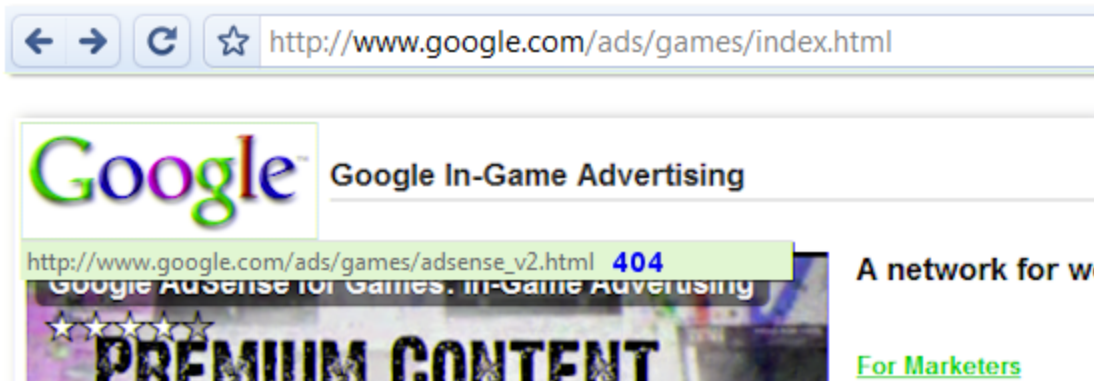 http://www.google.com/ads/games/index.html
Google™
Google In-Game Advertising
http://www.google.com/ads/games/adsense_v2.html 404
Google AdSense for Games: In-Game Advertising
A network for w
PREMIUM CONTENT
For Marketers